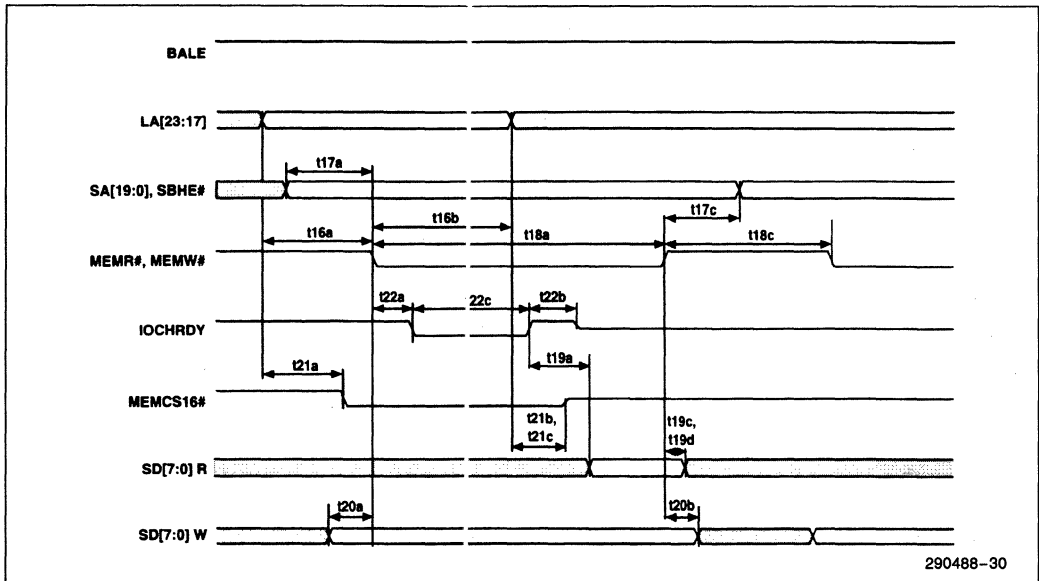 BALE
LA[23:17]
t17a
SA[19:0], SBHE#
t16b
t17c
t16a
t18a
t18c
MEMR#, MEMW#
t22a
22c
t22b
IOCHRDY
t19a
t21a
MEMCS16#
t21b,
t21c
t19c,
t19d
SD[7:0] R
t20a
t20b
SD[7:0] W
290488-30